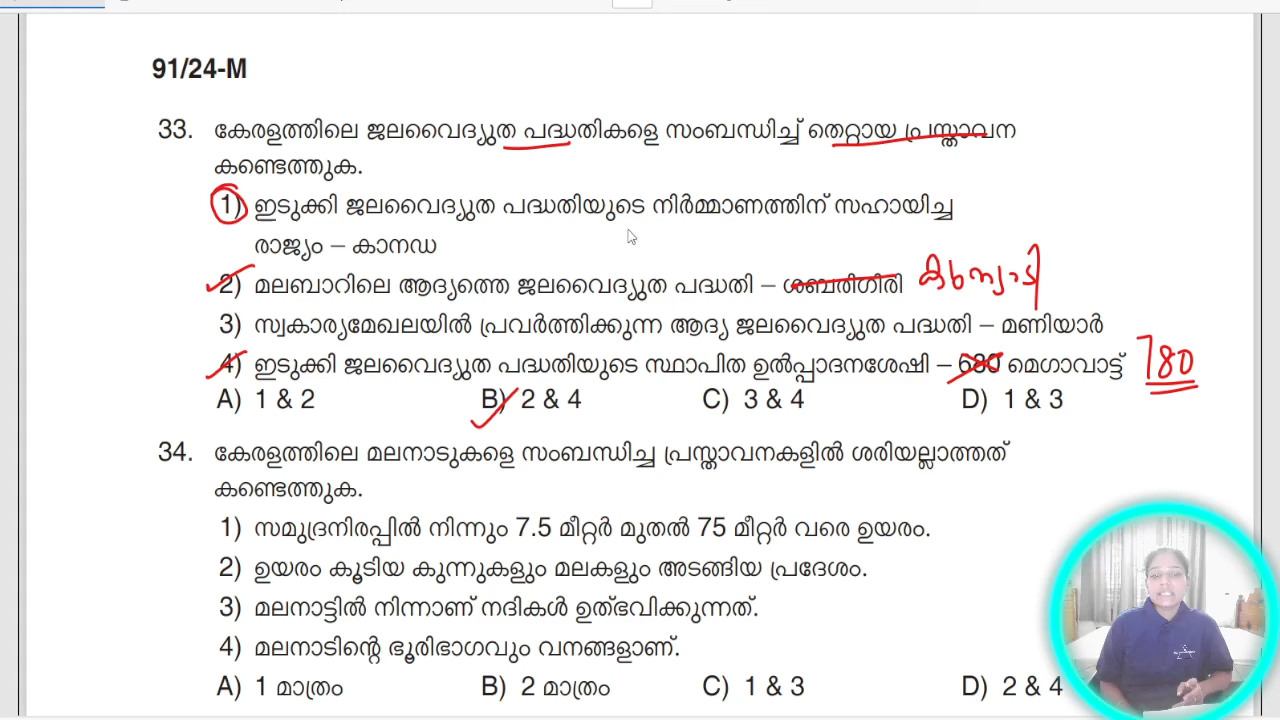 91/24-M
33. കേരളത്തിലെ ജലവൈദ്യുത പദ്ധതികളെ സംബന്ധിച്ച് തെറ്റായ പ്രസ്താവന
കണ്ടെത്തുക.
1) ഇടുക്കി ജലവൈദ്യുത പദ്ധതിയുടെ നിർമ്മാണത്തിന് സഹായിച്ച
രാജ്യം – കാനഡ
2) മലബാറിലെ ആദ്യത്തെ ജലവൈദ്യുത പദ്ധതി – ശബരിഗിരി
3) സ്വകാര്യമേഖലയിൽ പ്രവർത്തിക്കുന്ന ആദ്യ ജലവൈദ്യുത പദ്ധതി – മണിയാർ
4) ഇടുക്കി ജലവൈദ്യുത പദ്ധതിയുടെ സ്ഥാപിത ഉൽപ്പാദനശേഷി – 680 മെഗാവാട്ട് 780
A) 1 & 2 B) 2 & 4 C) 3 & 4 D) 1 & 3
34. കേരളത്തിലെ മലനാടുകളെ സംബന്ധിച്ച പ്രസ്താവനകളിൽ ശരിയല്ലാത്തത്
കണ്ടെത്തുക.
1) സമുദ്രനിരപ്പിൽ നിന്നും 7.5 മീറ്റർ മുതൽ 75 മീറ്റർ വരെ ഉയരം.
2) ഉയരം കൂടിയ കുന്നുകളും മലകളും അടങ്ങിയ പ്രദേശം.
3) മലനാട്ടിൽ നിന്നാണ് നദികൾ ഉത്ഭവിക്കുന്നത്.
4) മലനാടിന്റെ ഭൂരിഭാഗവും വനങ്ങളാണ്.
A) 1 മാത്രം B) 2 മാത്രം C) 1 & 3 D) 2 & 4